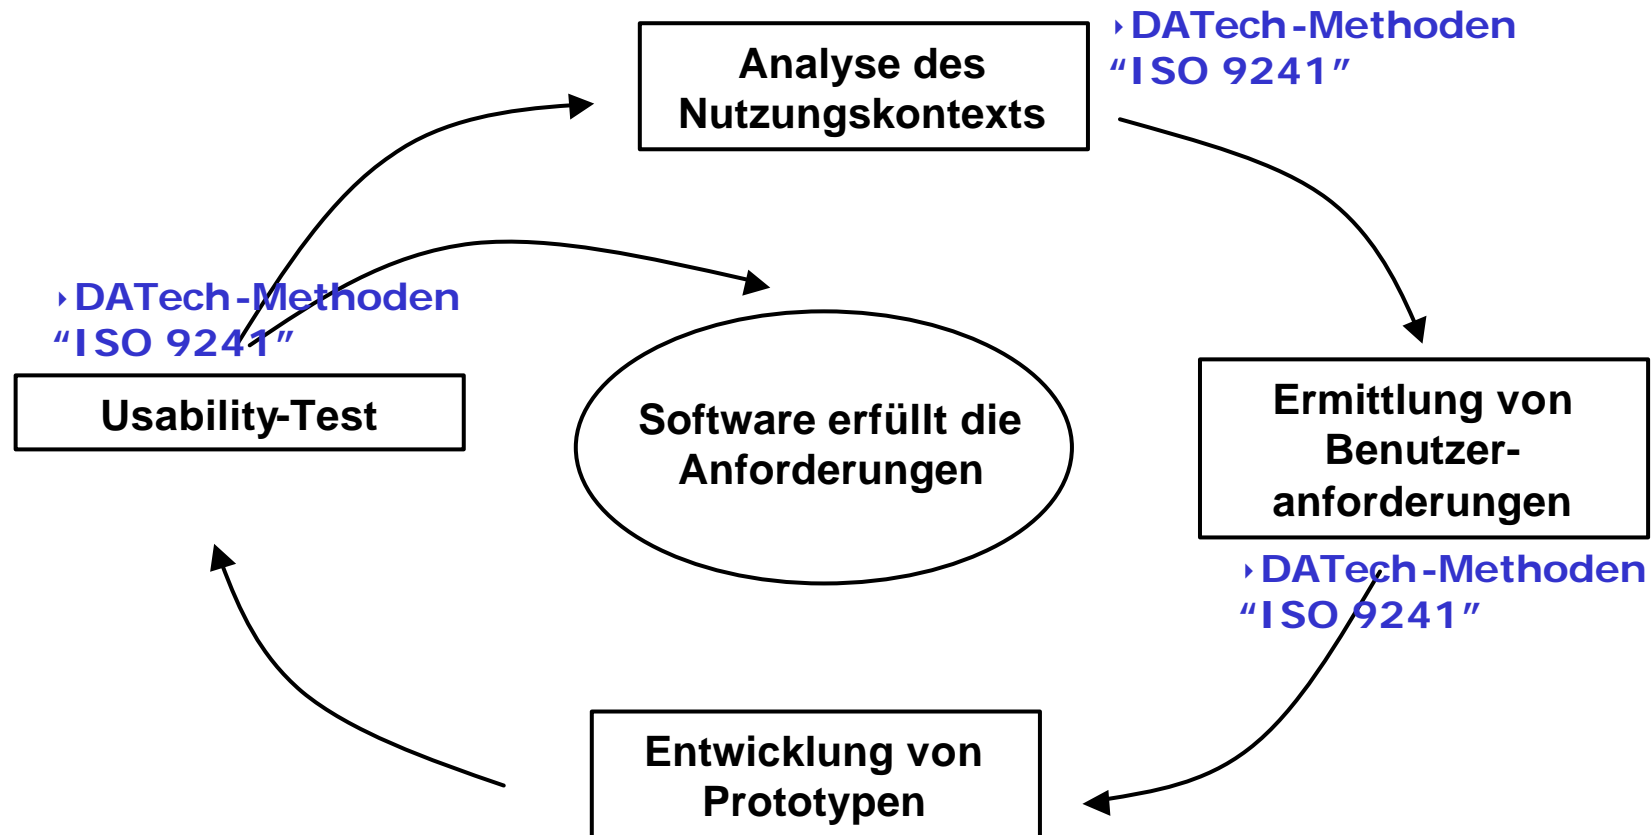 ‣DATech-Methoden
“ISO 9241”
Analyse des
Nutzungskontexts
‣DATech-Methoden
“ISO 9241”
Usability-Test
Software erfüllt die
Anforderungen
Ermittlung von
Benutzer-
anforderungen
‣DATech-Methoden
“ISO 9241”
Entwicklung von
Prototypen